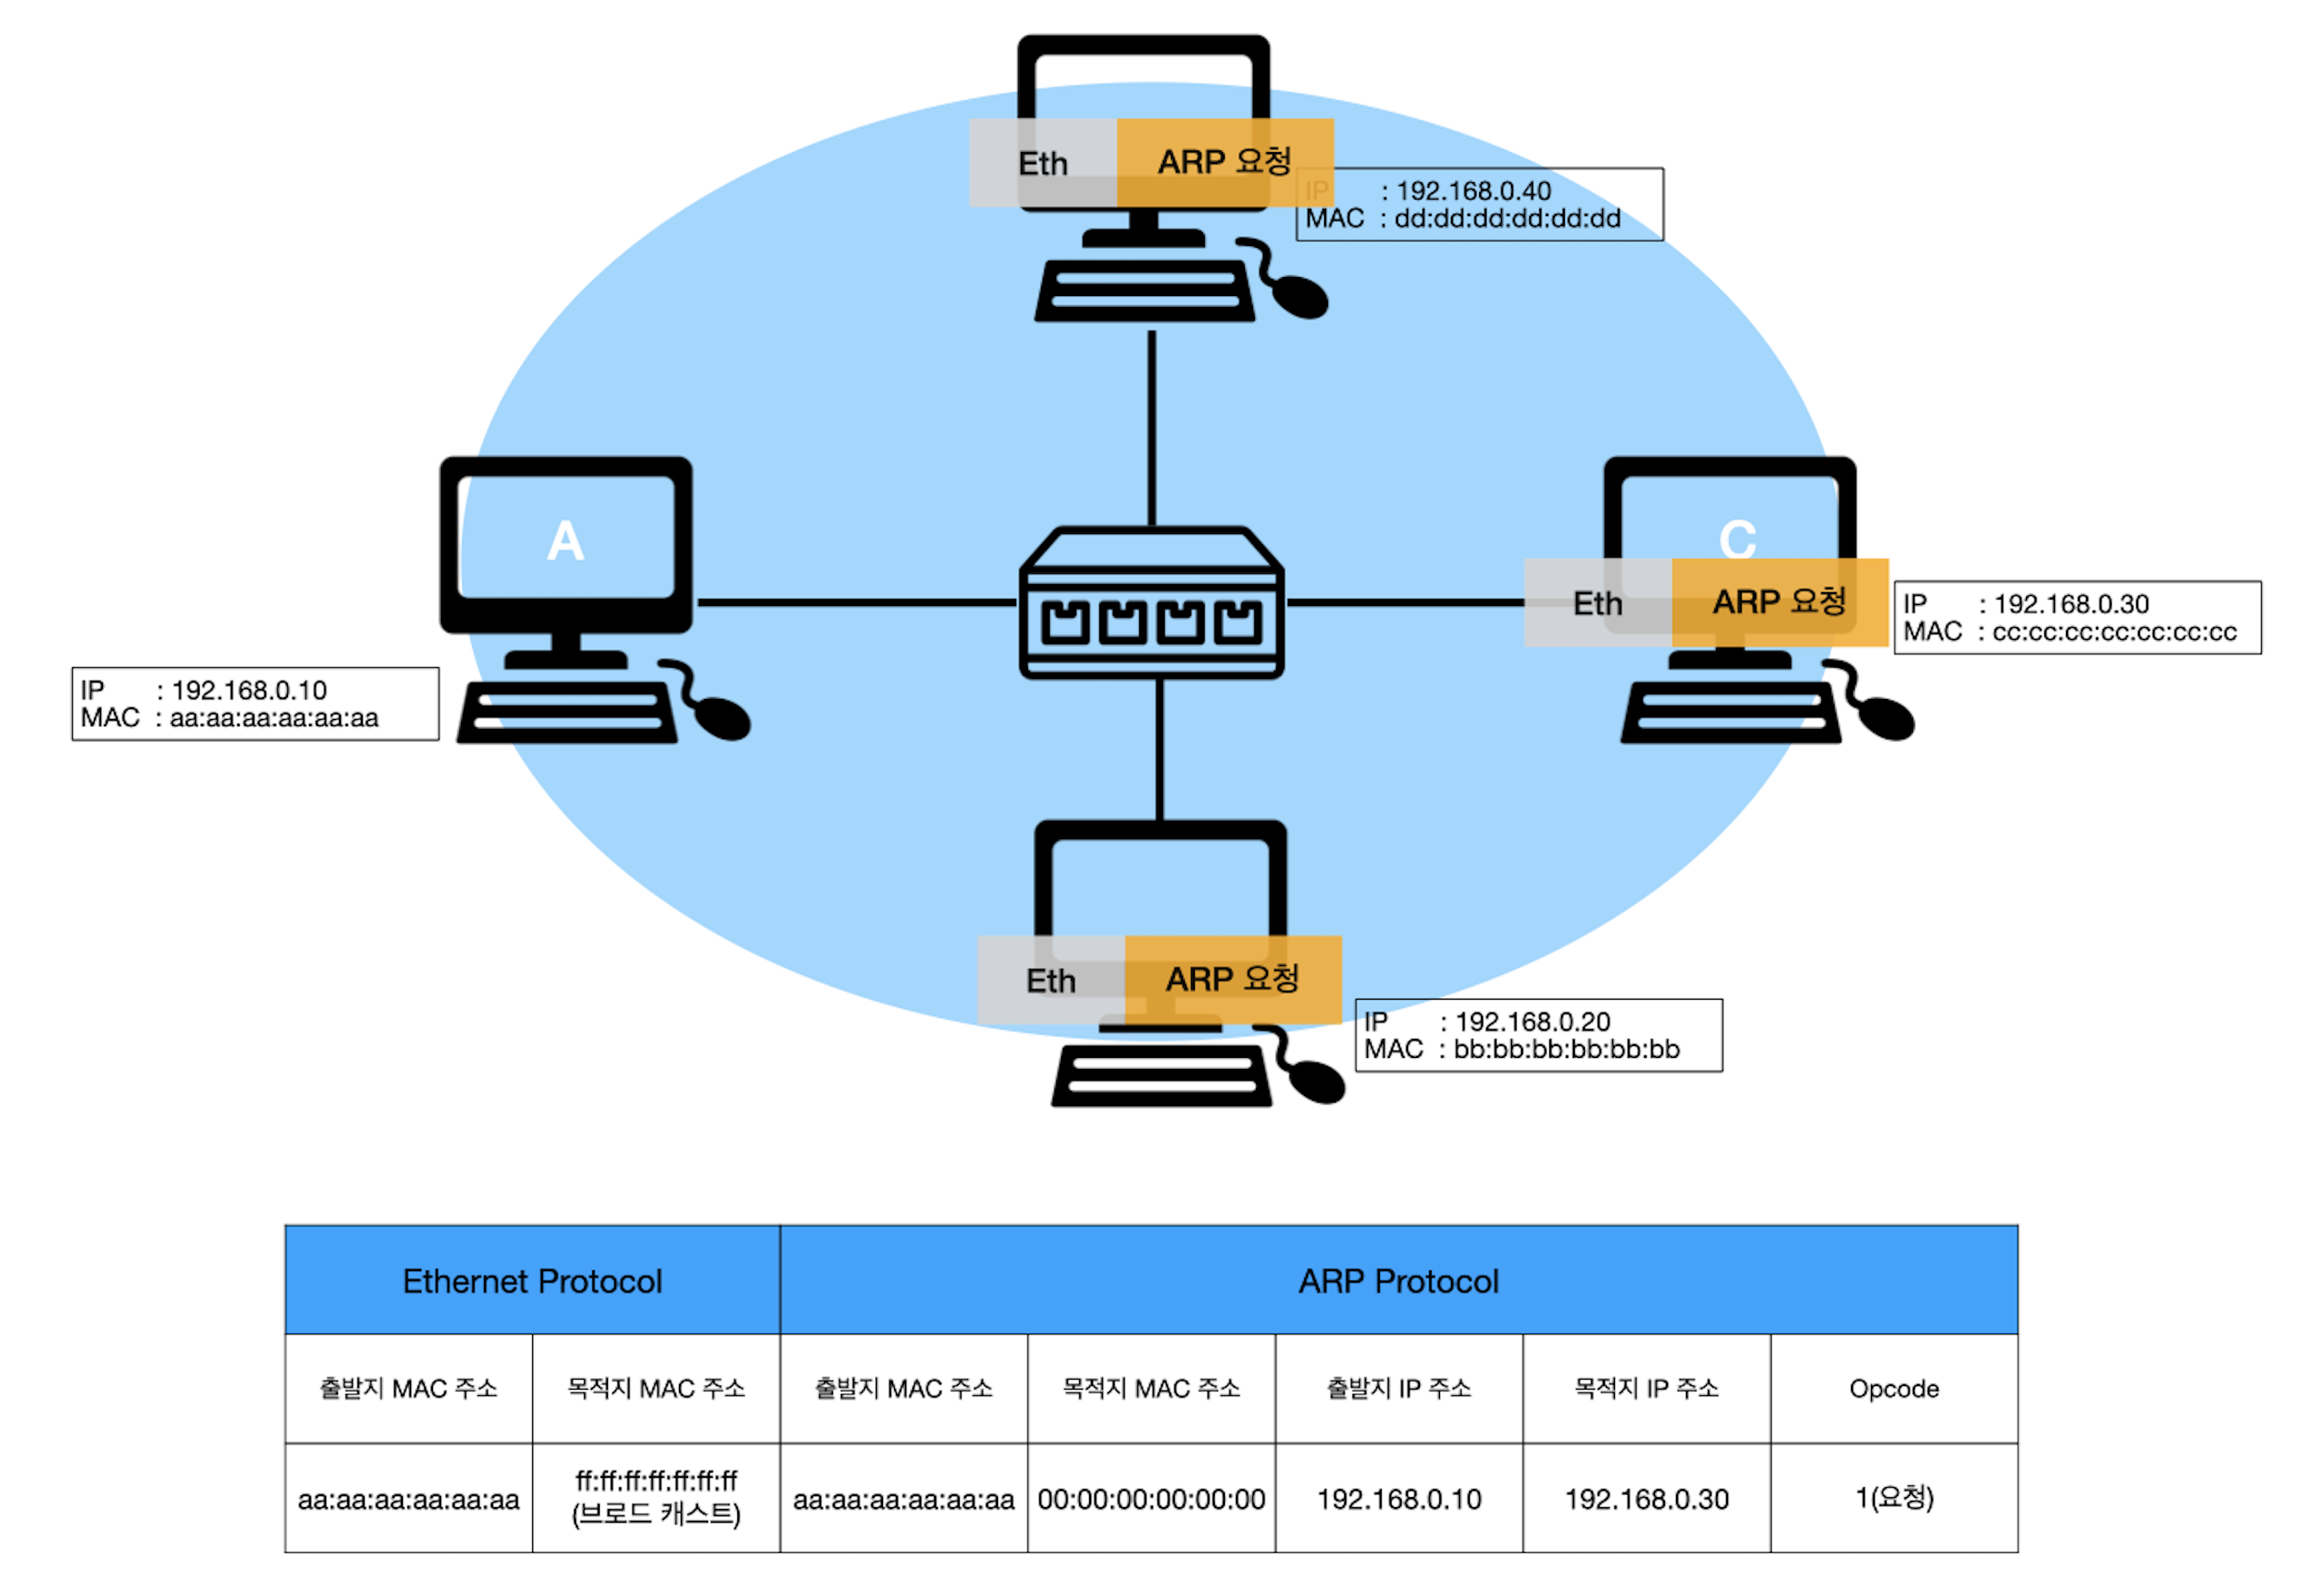 Eth
ARP 요청
IP : 192.168.0.40
MAC : dd:dd:dd:dd:dd:dd
A
C
Eth
ARP 요청
IP : 192.168.0.30
MAC : cc:cc:cc:cc:cc:cc:cc
IP : 192.168.0.10
MAC : aa:aa:aa:aa:aa:aa
Eth
ARP 요청
IP : 192.168.0.20
MAC : bb:bb:bb:bb:bb:bb
Ethernet Protocol
ARP Protocol
출발지 MAC 주소
목적지 MAC 주소
출발지 MAC 주소
목적지 MAC 주소
출발지 IP 주소
목적지 IP 주소
Opcode
aa:aa:aa:aa:aa:aa
ff:ff:ff:ff:ff:ff:ff
(브로드 캐스트)
aa:aa:aa:aa:aa:aa
00:00:00:00:00:00
192.168.0.10
192.168.0.30
1(요청)